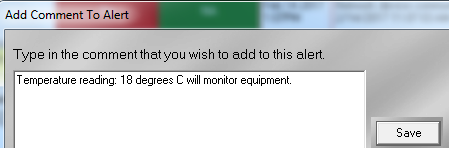 Add Comment To Alert
Type in the comment that you wish to add to this alert.
Temperature reading: 18 degrees C will monitor equipment.
Save